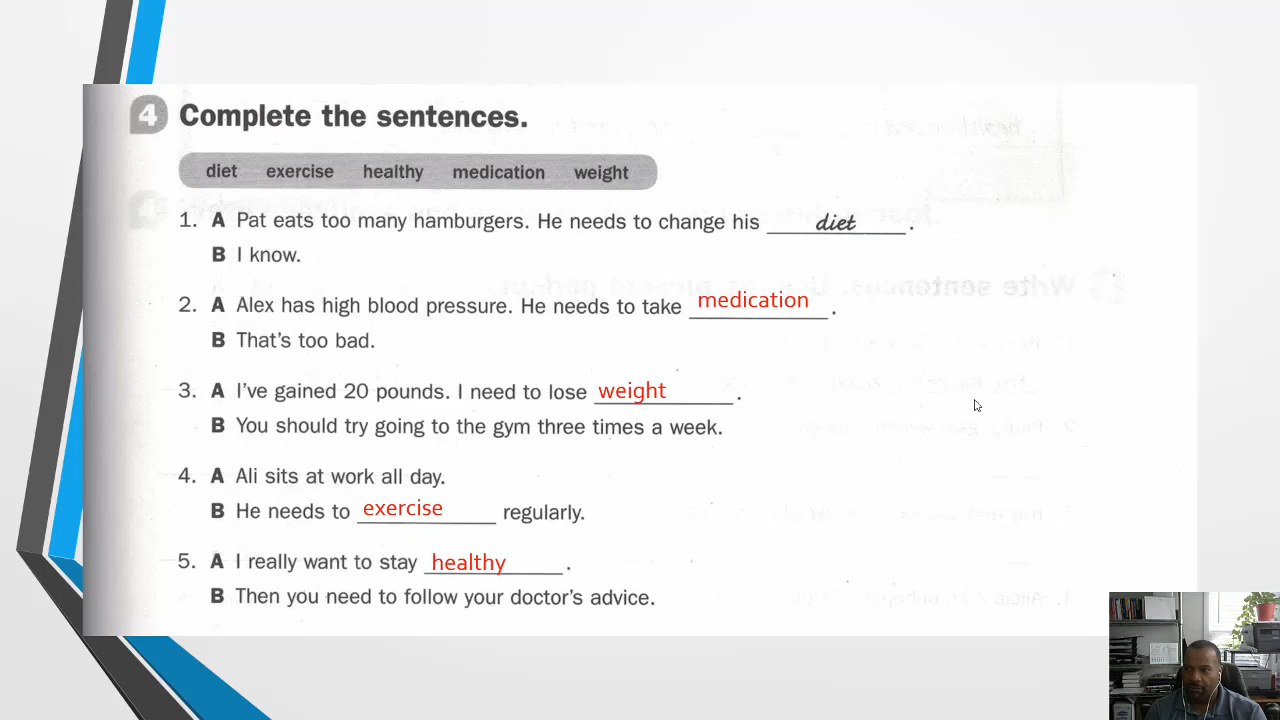 4 Complete the sentences.
diet exercise healthy medication weight
1. A Pat eats too many hamburgers. He needs to change his diet.
B I know.
2. A Alex has high blood pressure. He needs to take medication.
B That's too bad.
3. A I've gained 20 pounds. I need to lose weight.
B You should try going to the gym three times a week.
4. A Ali sits at work all day.
B He needs to exercise regularly.
5. A I really want to stay healthy.
B Then you need to follow your doctor's advice.